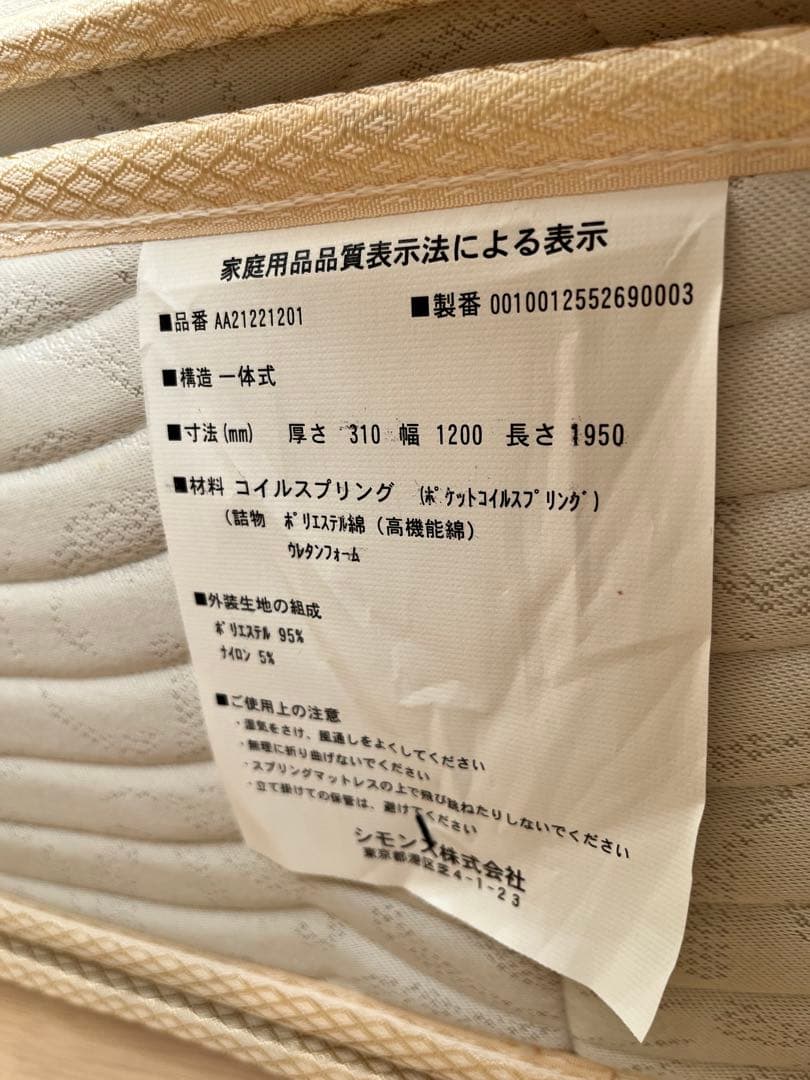 家庭用品品質表示法による表示
■品番 AA21221201 ■製番 0010012552690003
■構造 一体式
■寸法(mm) 厚さ 310 幅 1200 長さ 1950
■材料 コイルスプリング (ﾎﾟｹｯﾄコイルスﾌﾟリンｸﾞ)
(詰物 ﾎﾟﾘｴｽﾃﾙ綿(高機能綿)
ｳﾚﾀﾝﾌｫｰﾑ
■外装生地の組成
ﾎﾟﾘｴｽﾃﾙ 95%
ﾅｲﾛﾝ 5%
■ご使用上の注意
・湿気をさけ、風通しをよくしてください
・無理に折り曲げないでください
・スプリングマットレスの上で飛び跳ねたりしないでください
・立て掛けての保管は、避けてください
シモンズ株式会社
東京都港区芝4-1-23